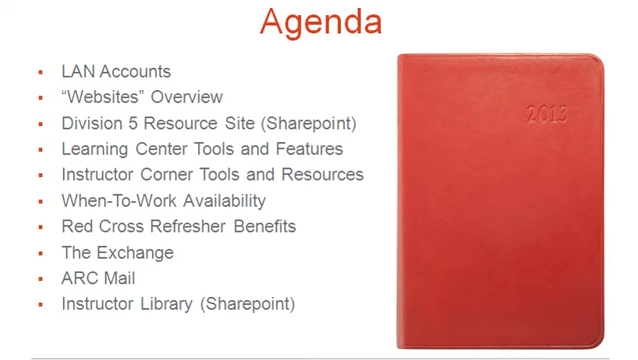 Agenda
LAN Accounts
“Websites” Overview
Division 5 Resource Site (Sharepoint)
Learning Center Tools and Features
Instructor Corner Tools and Resources
When-To-Work Availability
Red Cross Refresher Benefits
The Exchange
ARC Mail
Instructor Library (Sharepoint)
2013